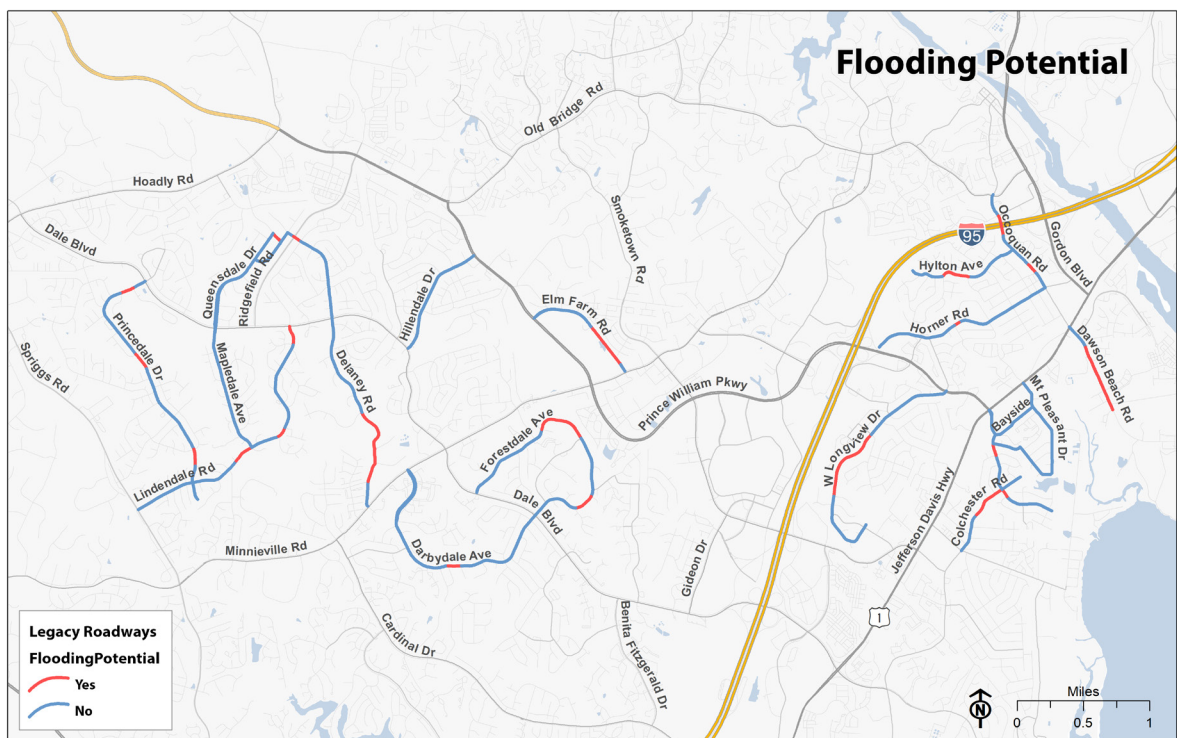 Flooding Potential
Old Bridge Rd
Hoadly Rd
Dale Blvd
Smoketown Rd
Occoquan Rd
95
Gordon Blvd
Queensdale Dr
Ridgefield Rd
Hylton Ave
Hillendale Dr
Elm Farm Rd
Horner Rd
Princedale Dr
Spriggs Rd
Mapledale Ave
Delaney Rd
Dawson Beach Rd
Prince William Pkwy
Mt Pleasant Dr
Bayside
Forestdale Ave
W Longview Dr
Lindendale Rd
Dale Blvd
Colchester Rd
Jefferson Davis Hwy
Minnieville Rd
Darbydale Ave
Gideon Dr
Cardinal Dr
Benita Fitzgerald Dr
1
Legacy Roadways
FloodingPotential
Yes
No
N
Miles
0 0.5 1